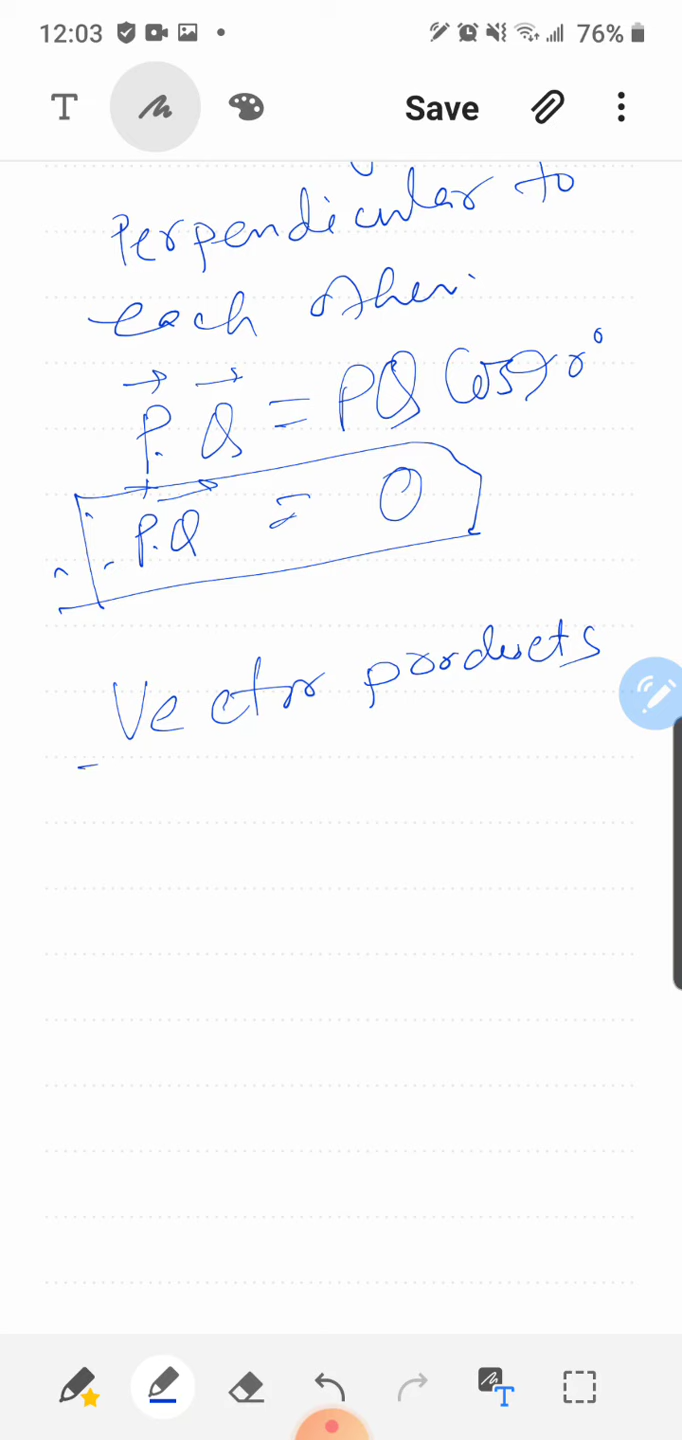 12:03 76%
T Save
Perpendicular to
each other.
P⃗.Q⃗ = PQ Cos90°
∴ P⃗.Q⃗ = 0
Vector products
T